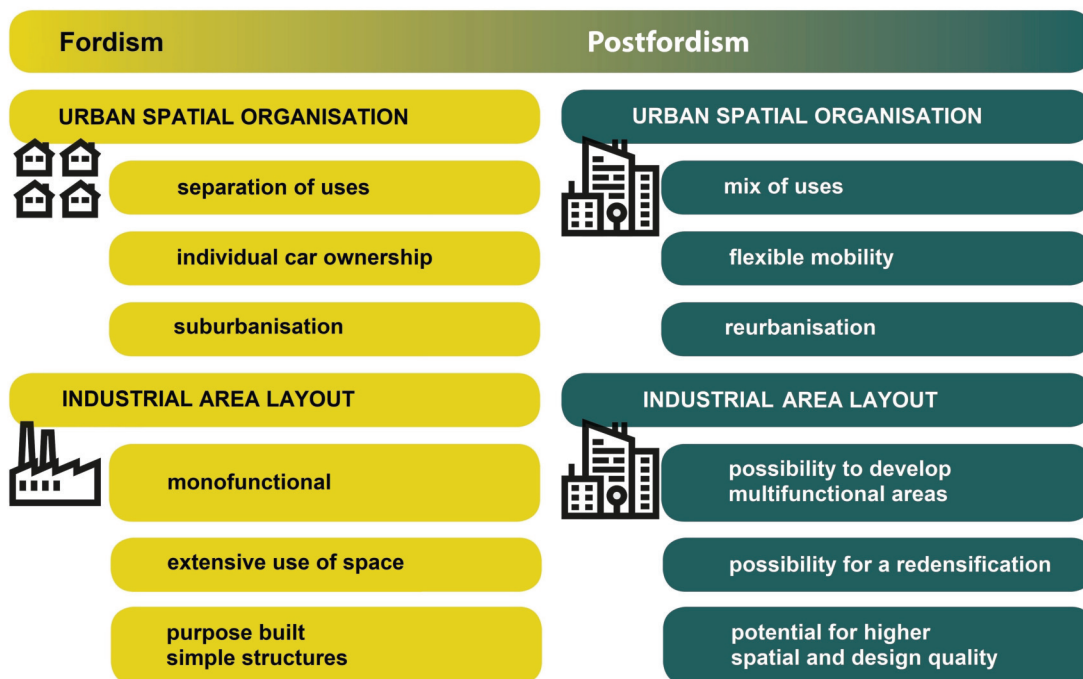 Fordism
Postfordism
URBAN SPATIAL ORGANISATION
separation of uses
individual car ownership
suburbanisation
INDUSTRIAL AREA LAYOUT
monofunctional
extensive use of space
purpose built
simple structures
URBAN SPATIAL ORGANISATION
mix of uses
flexible mobility
reurbanisation
INDUSTRIAL AREA LAYOUT
possibility to develop
multifunctional areas
possibility for a redensification
potential for higher
spatial and design quality